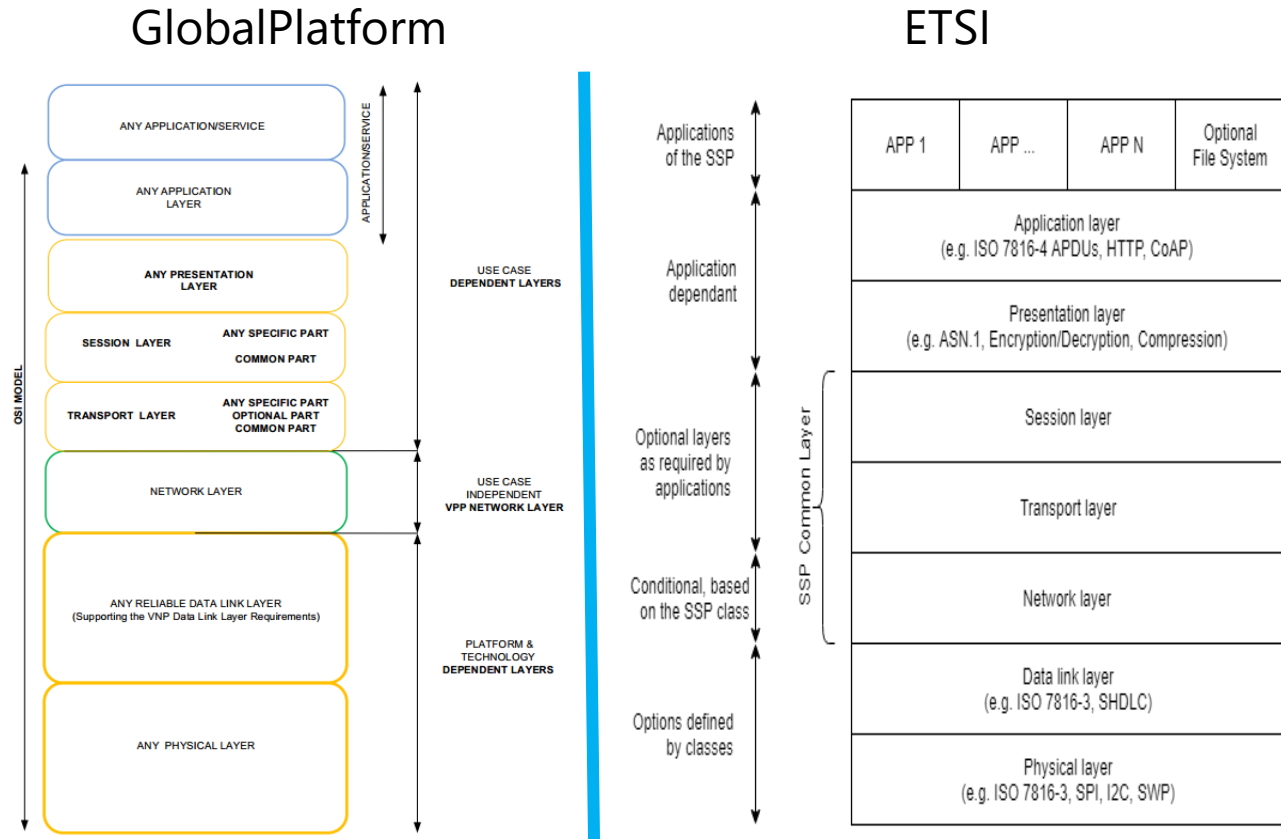 GlobalPlatform
ETSI
ANY APPLICATION/SERVICE
ANY APPLICATION
LAYER
ANY PRESENTATION
LAYER
SESSION LAYER
ANY SPECIFIC PART
COMMON PART
TRANSPORT LAYER
ANY SPECIFIC PART
OPTIONAL PART
COMMON PART
NETWORK LAYER
ANY RELIABLE DATA LINK LAYER
(Supporting the VNP Data Link Layer Requirements)
ANY PHYSICAL LAYER
OSI MODEL
APPLICATION/SERVICE
USE CASE
DEPENDENT LAYERS
USE CASE
INDEPENDENT
VPP NETWORK LAYER
PLATFORM &
TECHNOLOGY
DEPENDENT LAYERS
Applications
of the SSP
Application
dependant
Optional layers
as required by
applications
Conditional, based
on the SSP class
Options defined
by classes
SSP Common Layer
APP 1
APP ...
APP N
Optional
File System
Application layer
(e.g. ISO 7816-4 APDUs, HTTP, CoAP)
Presentation layer
(e.g. ASN.1, Encryption/Decryption, Compression)
Session layer
Transport layer
Network layer
Data link layer
(e.g. ISO 7816-3, SHDLC)
Physical layer
(e.g. ISO 7816-3, SPI, I2C, SWP)